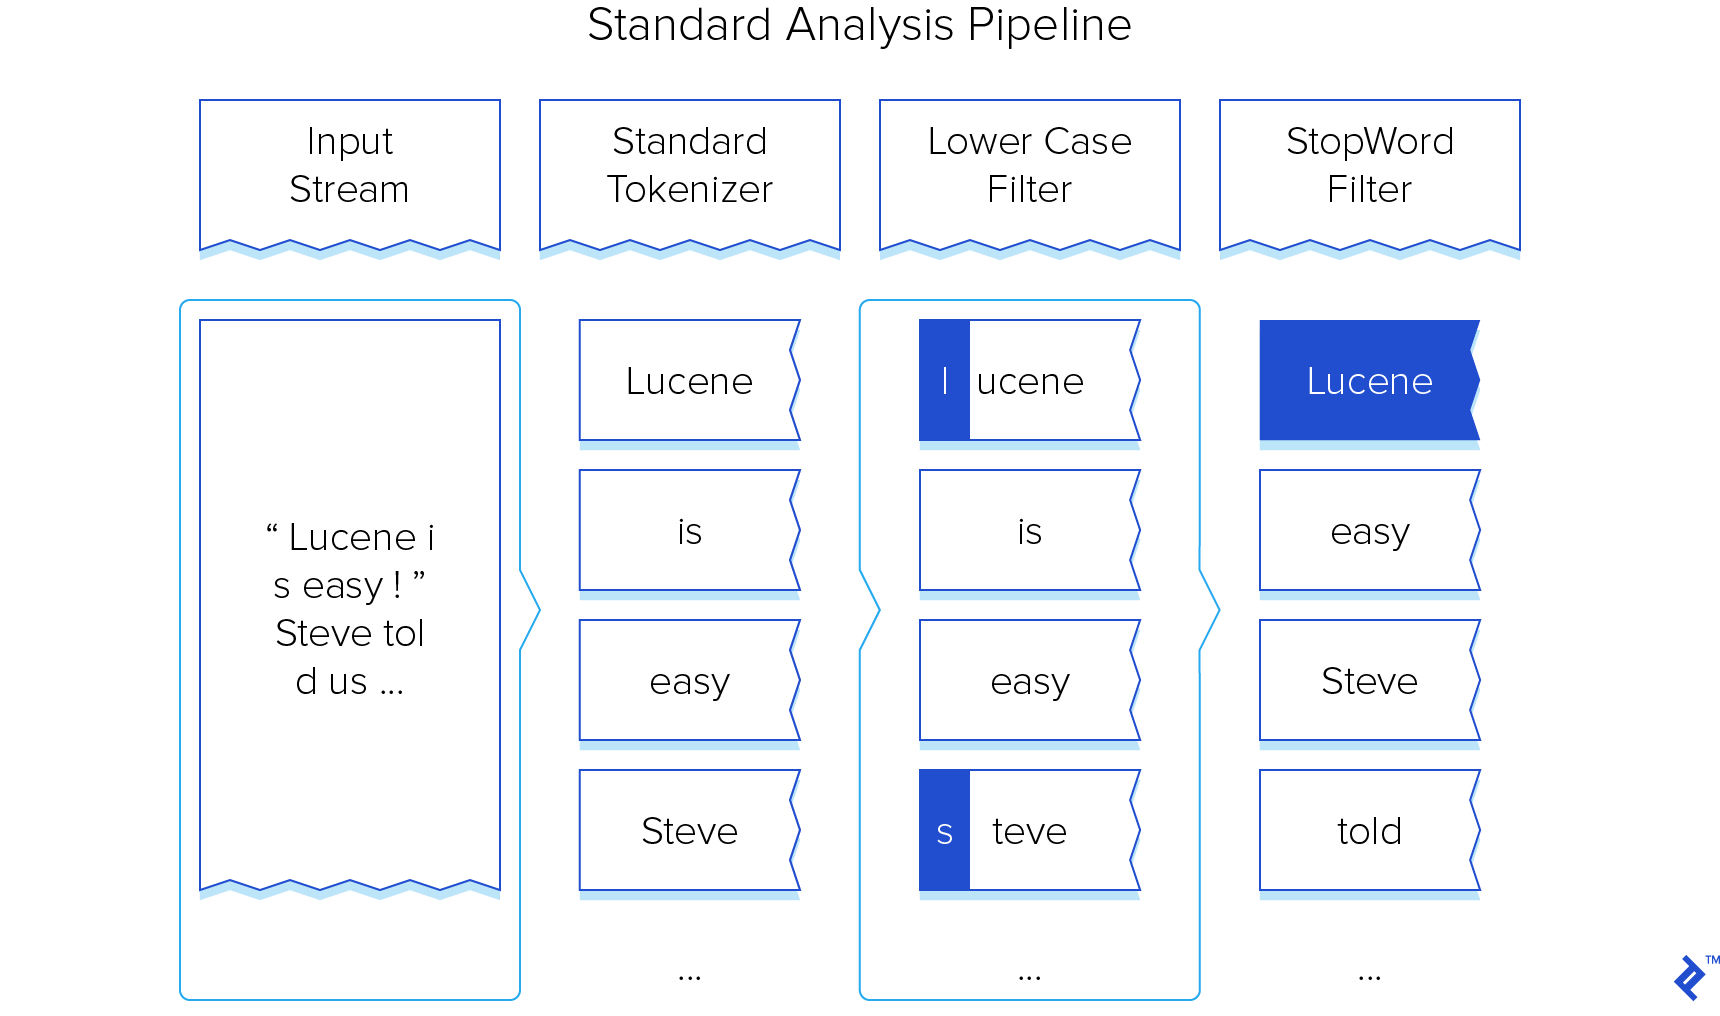 Standard Analysis Pipeline
Input
Stream
Standard
Tokenizer
Lower Case
Filter
StopWord
Filter
“ Lucene i
s easy ! ”
Steve tol
d us ...
Lucene
is
easy
Steve
...
l ucene
is
easy
s teve
...
Lucene
easy
Steve
told
...
TM